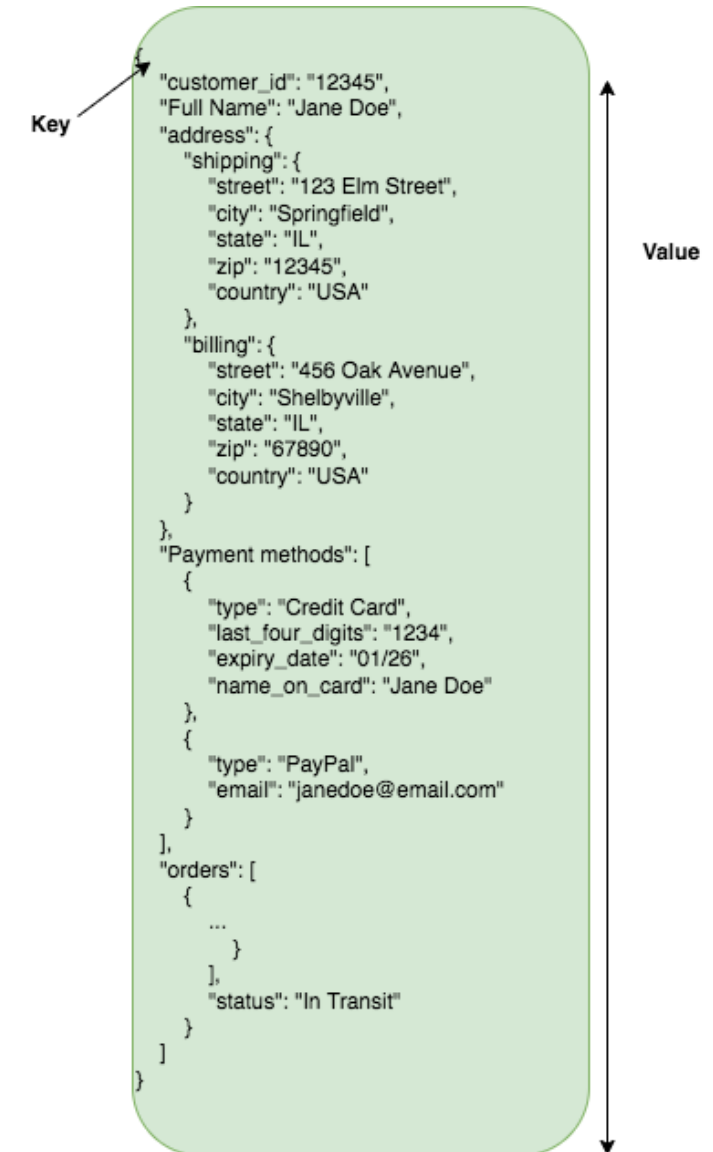 {
"customer_id": "12345",
"Full Name": "Jane Doe",
Key
"address": {
"shipping": {
"street": "123 Elm Street",
"city": "Springfield",
"state": "IL",
Value
"zip": "12345",
"country": "USA"
},
"billing": {
"street": "456 Oak Avenue",
"city": "Shelbyville",
"state": "IL",
"zip": "67890",
"country": "USA"
}
},
"Payment methods": [
{
"type": "Credit Card",
"last_four_digits": "1234",
"expiry_date": "01/26",
"name_on_card": "Jane Doe"
},
{
"type": "PayPal",
"email": "janedoe@email.com"
}
],
"orders": [
{
...
}
],
"status": "In Transit"
}
]
}